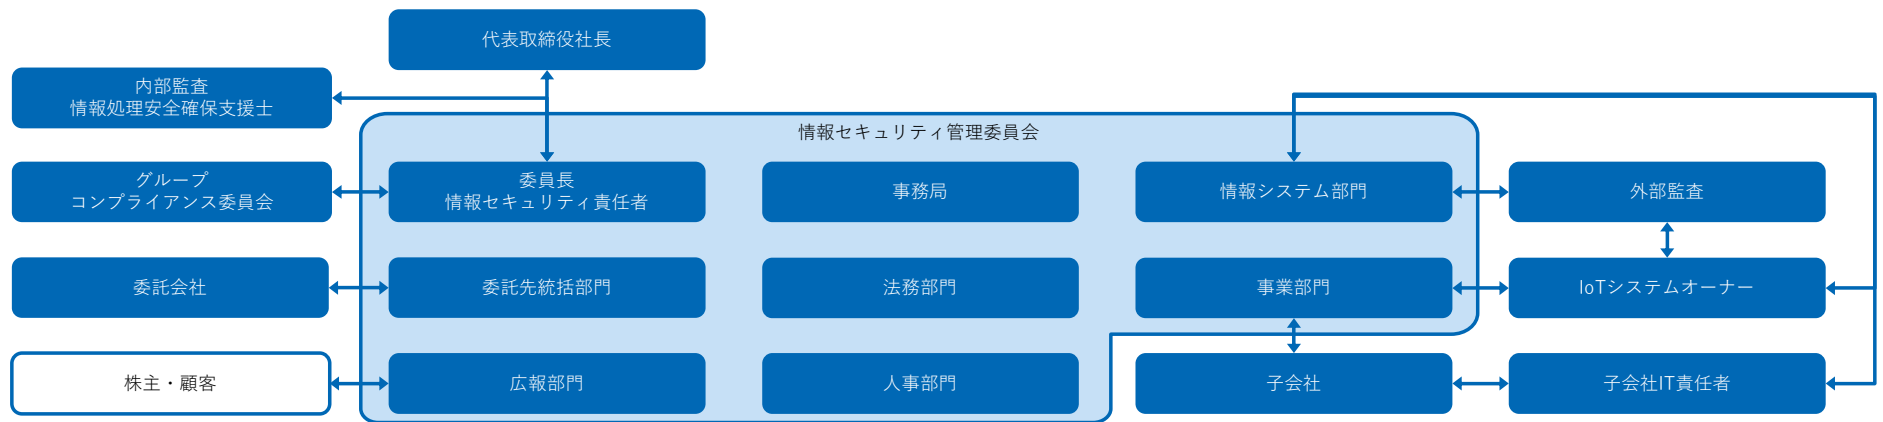 代表取締役社長
内部監査
情報処理安全確保支援士
情報セキュリティ管理委員会
グループ
コンプライアンス委員会
委員長
情報セキュリティ責任者
事務局
情報システム部門
外部監査
委託会社
委託先統括部門
法務部門
事業部門
IoTシステムオーナー
株主・顧客
広報部門
人事部門
子会社
子会社IT責任者